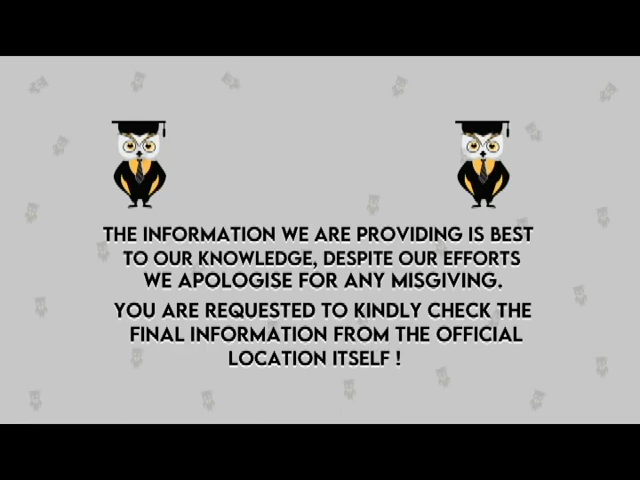 THE INFORMATION WE ARE PROVIDING IS BEST
TO OUR KNOWLEDGE, DESPITE OUR EFFORTS
WE APOLOGISE FOR ANY MISGIVING.
YOU ARE REQUESTED TO KINDLY CHECK THE
FINAL INFORMATION FROM THE OFFICIAL
LOCATION ITSELF !